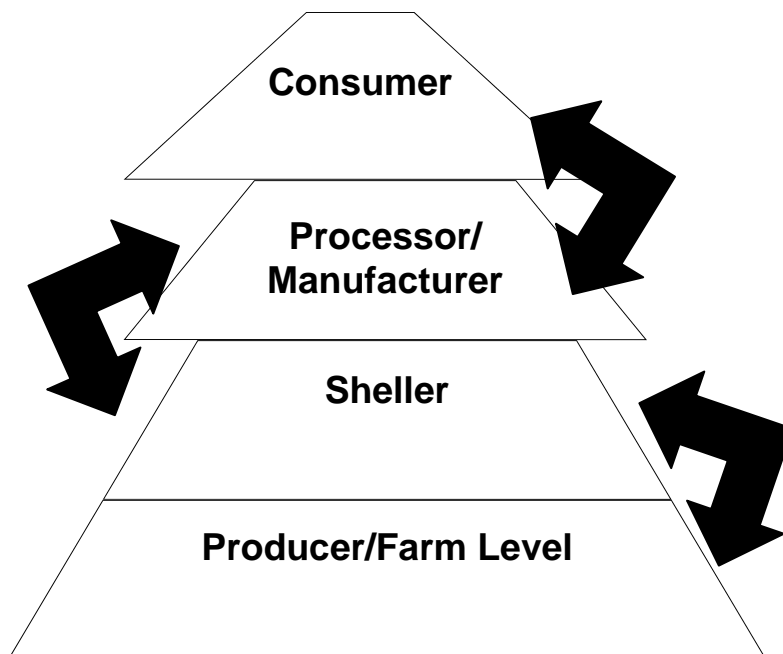 Consumer
Processor/
Manufacturer
Sheller
Producer/Farm Level